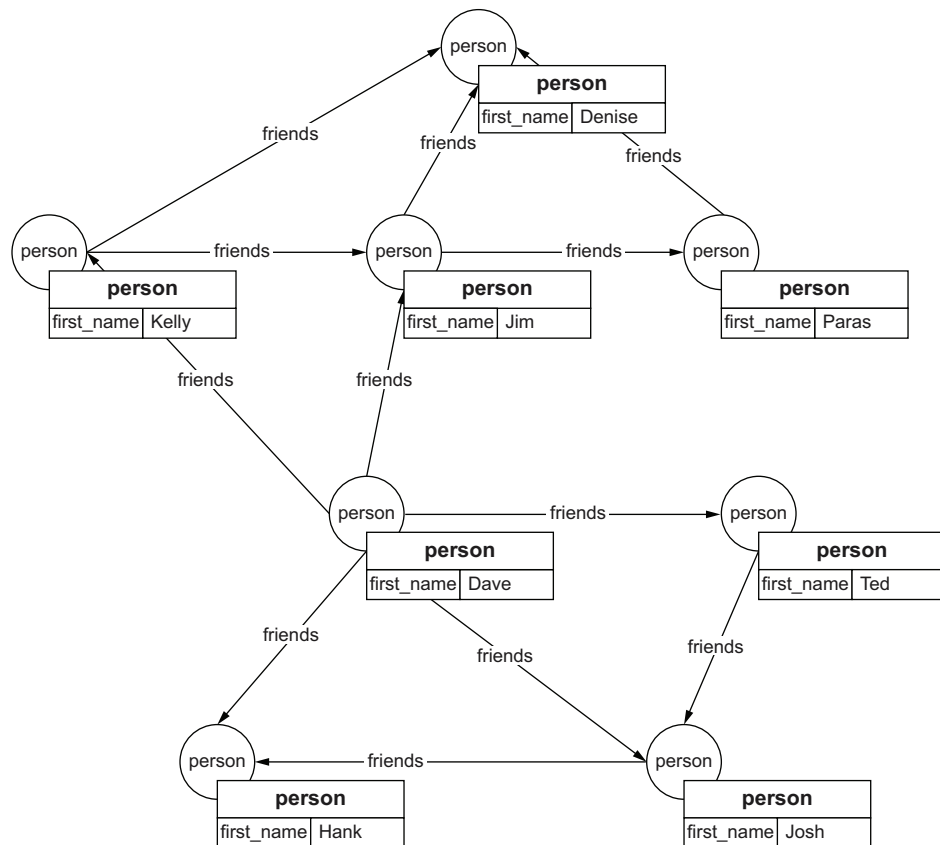 person
person
first_name Denise
friends
friends
friends
person
friends
person
friends
person
person
first_name Kelly
person
first_name Jim
person
first_name Paras
friends
friends
person
friends
person
person
first_name Dave
person
first_name Ted
friends
friends
friends
person
friends
person
person
first_name Hank
person
first_name Josh